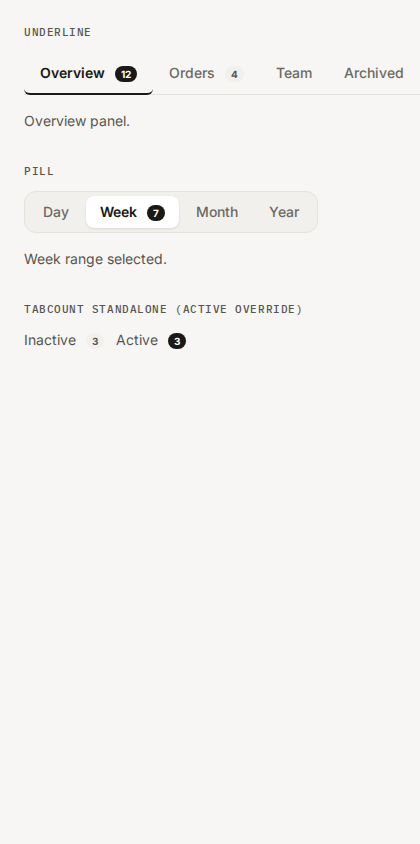 UNDERLINE
Overview 12 Orders 4 Team Archived
Overview panel.
PILL
Day Week 7 Month Year
Week range selected.
TABCOUNT STANDALONE (ACTIVE OVERRIDE)
Inactive 3 Active 3